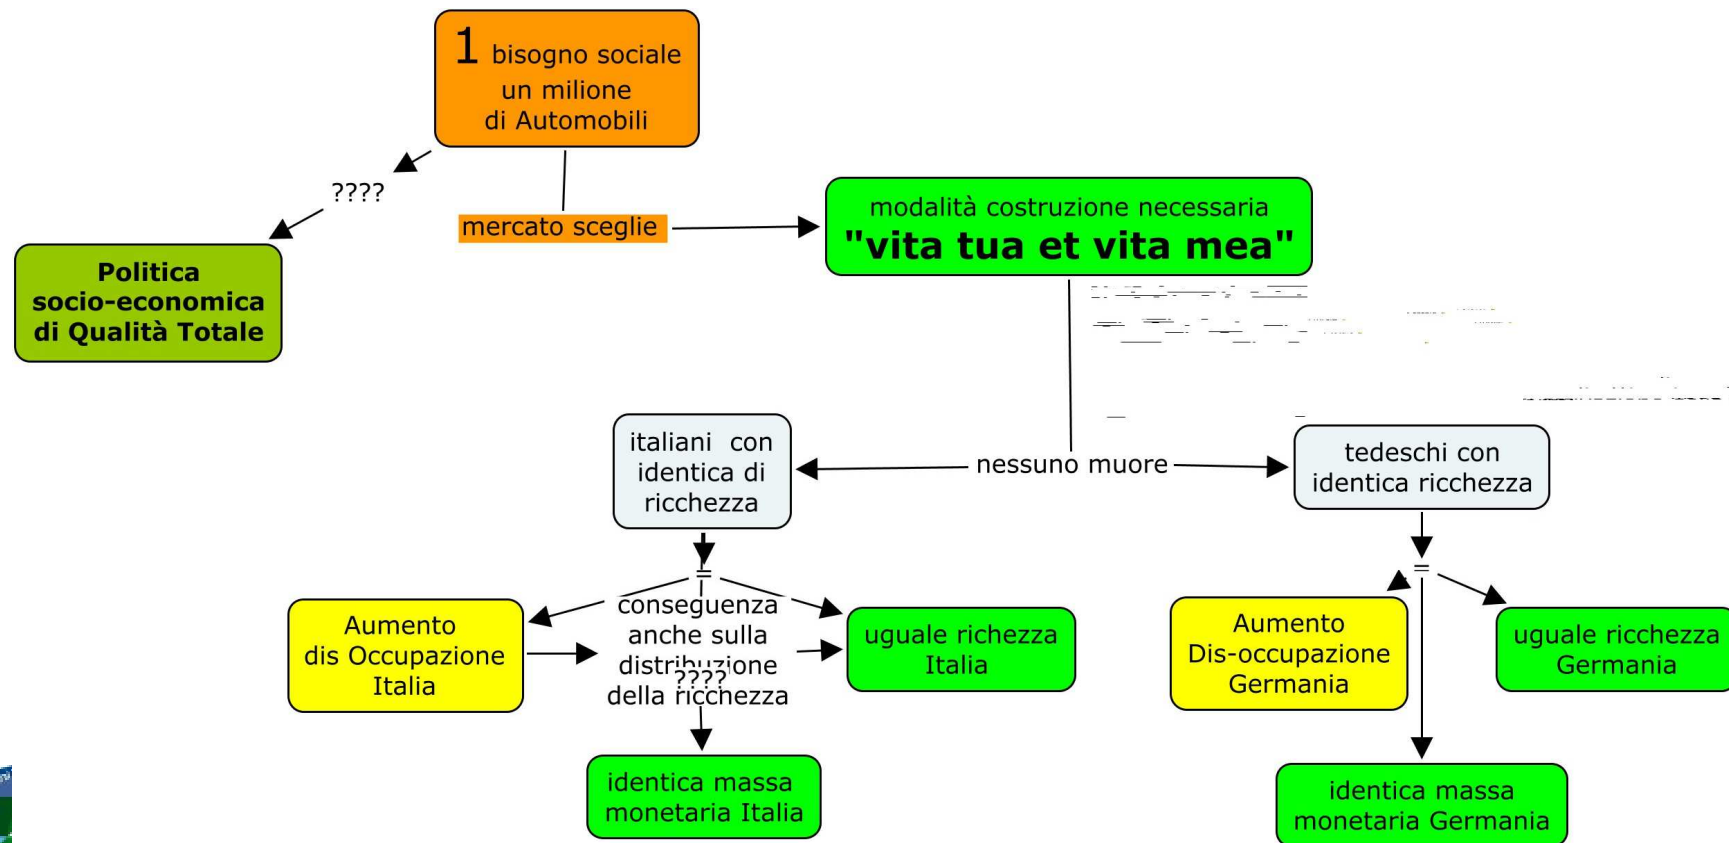 1 bisogno sociale
un milione
di Automobili
????
mercato sceglie
modalità costruzione necessaria
"vita tua et vita mea"
Politica
socio-economica
di Qualità Totale
italiani con
identica di
ricchezza
nessuno muore
tedeschi con
identica ricchezza
=
=
Aumento
dis Occupazione
Italia
conseguenza
anche sulla
distribuzione
????
della ricchezza
uguale richezza
Italia
Aumento
Dis-occupazione
Germania
uguale ricchezza
Germania
identica massa
monetaria Italia
identica massa
monetaria Germania